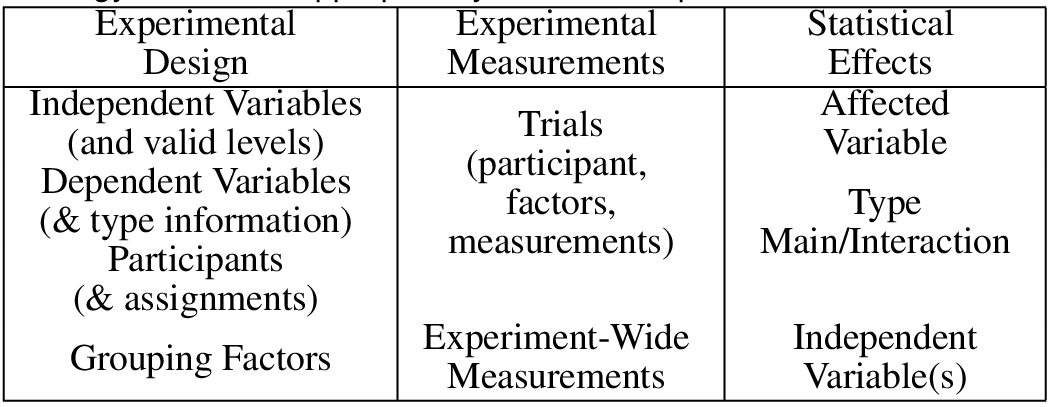 Experimental
Design
Experimental
Measurements
Statistical
Effects
Independent Variables
(and valid levels)
Dependent Variables
(& type information)
Participants
(& assignments)
Grouping Factors
Trials
(participant,
factors,
measurements)
Experiment-Wide
Measurements
Affected
Variable
Type
Main/Interaction
Independent
Variable(s)